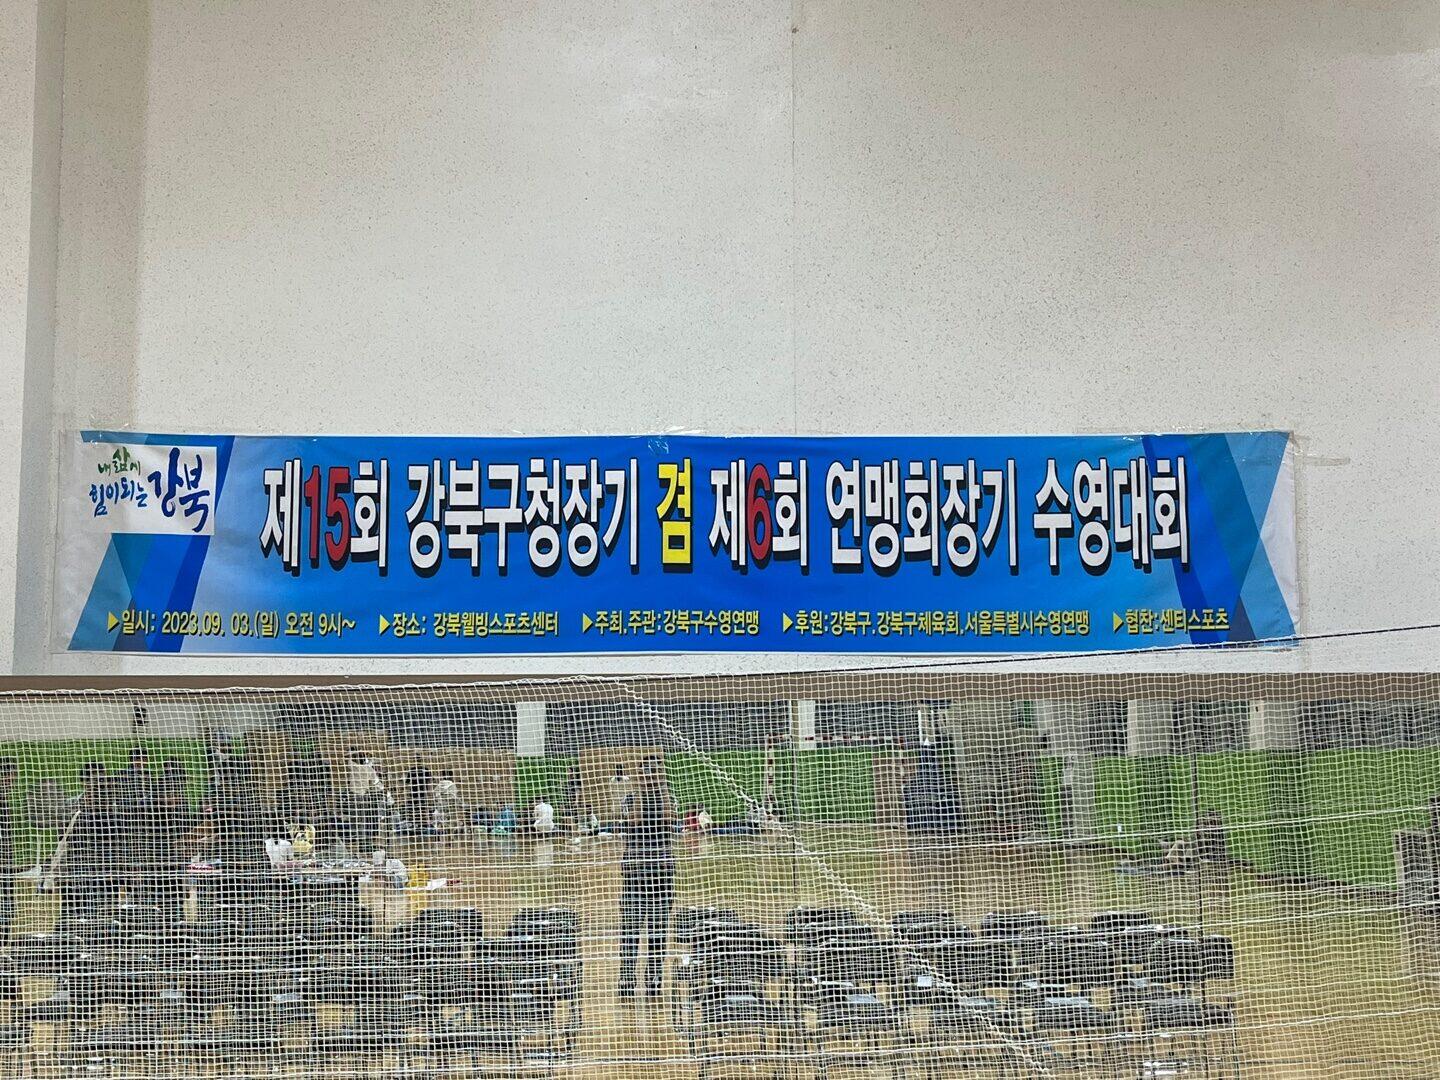 내 삶에
힘이되는 강북
제15회 강북구청장기 겸 제6회 연맹회장기 수영대회
▶일시: 2023.09. 03.(일) 오전 9시~ ▶장소: 강북웰빙스포츠센터 ▶주최.주관:강북구수영연맹 ▶후원:강북구.강북구체육회.서울특별시수영연맹 ▶협찬:센티스포츠